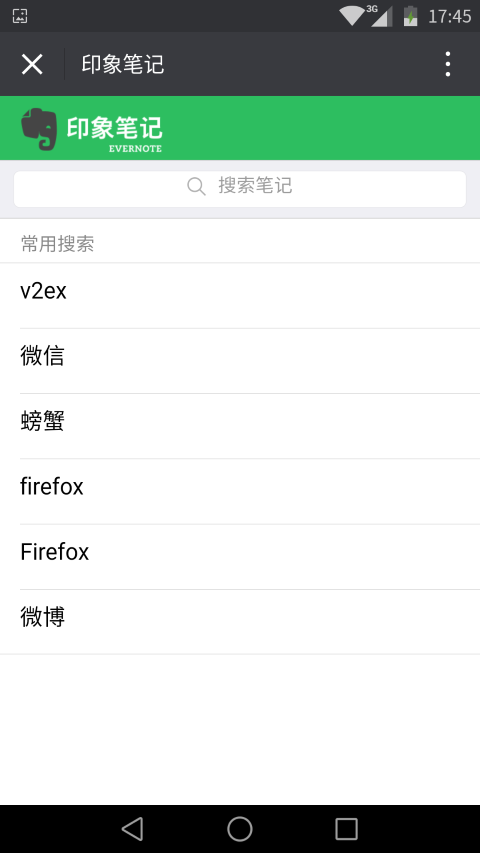 3G 17:45
印象笔记
印象笔记
EVERNOTE
搜索笔记
常用搜索
v2ex
微信
螃蟹
firefox
Firefox
微博